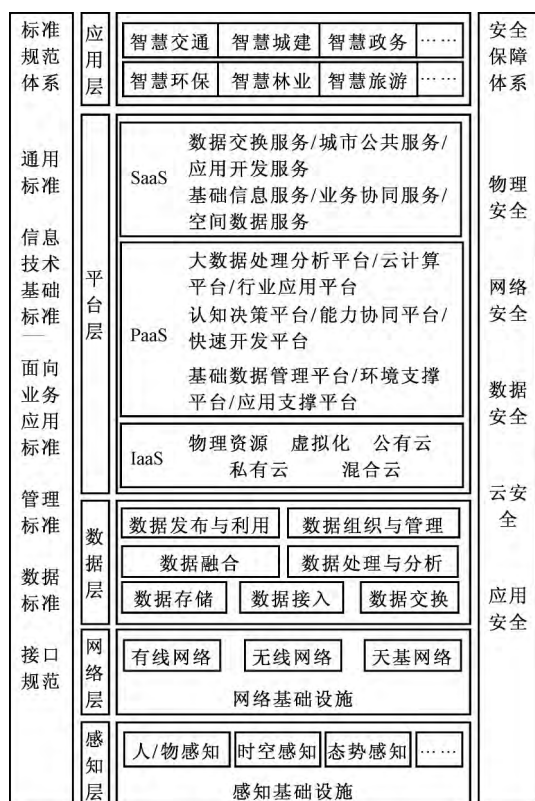 标准
规范
体系
通用
标准
信息
技术
基础
标准
面向
业务
应用
标准
管理
标准
数据
标准
接口
规范
应用层
智慧交通 智慧城建 智慧政务 ……
智慧环保 智慧林业 智慧旅游 ……
平台层
SaaS
数据交换服务/城市公共服务/
应用开发服务
基础信息服务/业务协同服务/
空间数据服务
PaaS
大数据处理分析平台/云计算
平台/行业应用平台
认知决策平台/能力协同平台/
快速开发平台
基础数据管理平台/环境支撑
平台/应用支撑平台
IaaS
物理资源 虚拟化 公有云
私有云 混合云
数据层
数据发布与利用 数据组织与管理
数据融合 数据处理与分析
数据存储 数据接入 数据交换
网络层
有线网络 无线网络 天基网络
网络基础设施
感知层
人/物感知 时空感知 态势感知 ……
感知基础设施
安全
保障
体系
物理
安全
网络
安全
数据
安全
云安
全
应用
安全